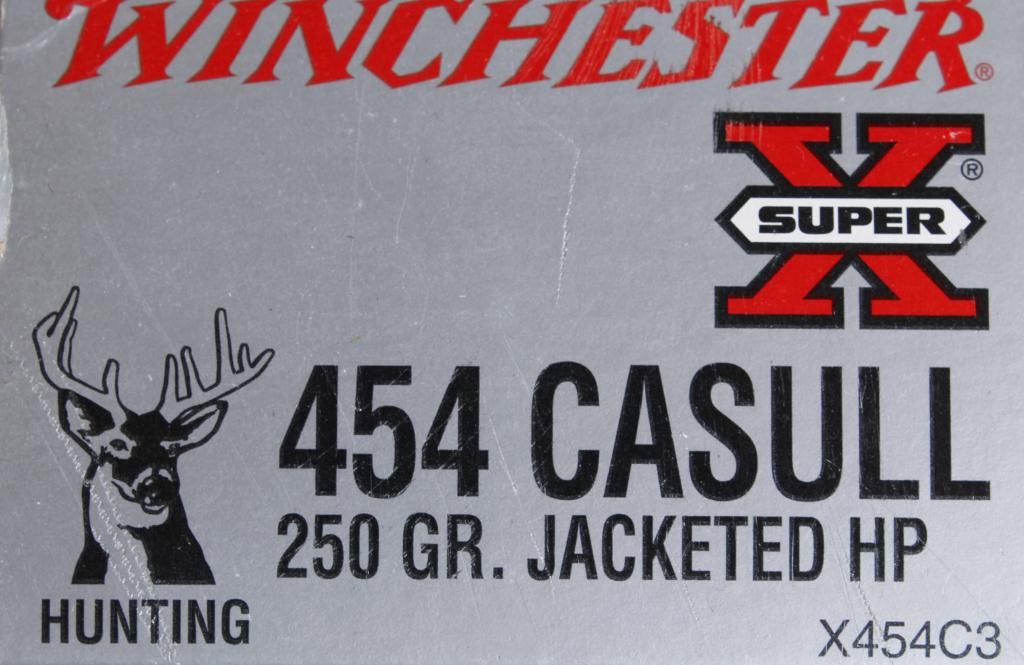 WINCHESTER®
X®
SUPER
454 CASULL
250 GR. JACKETED HP
HUNTING
X454C3